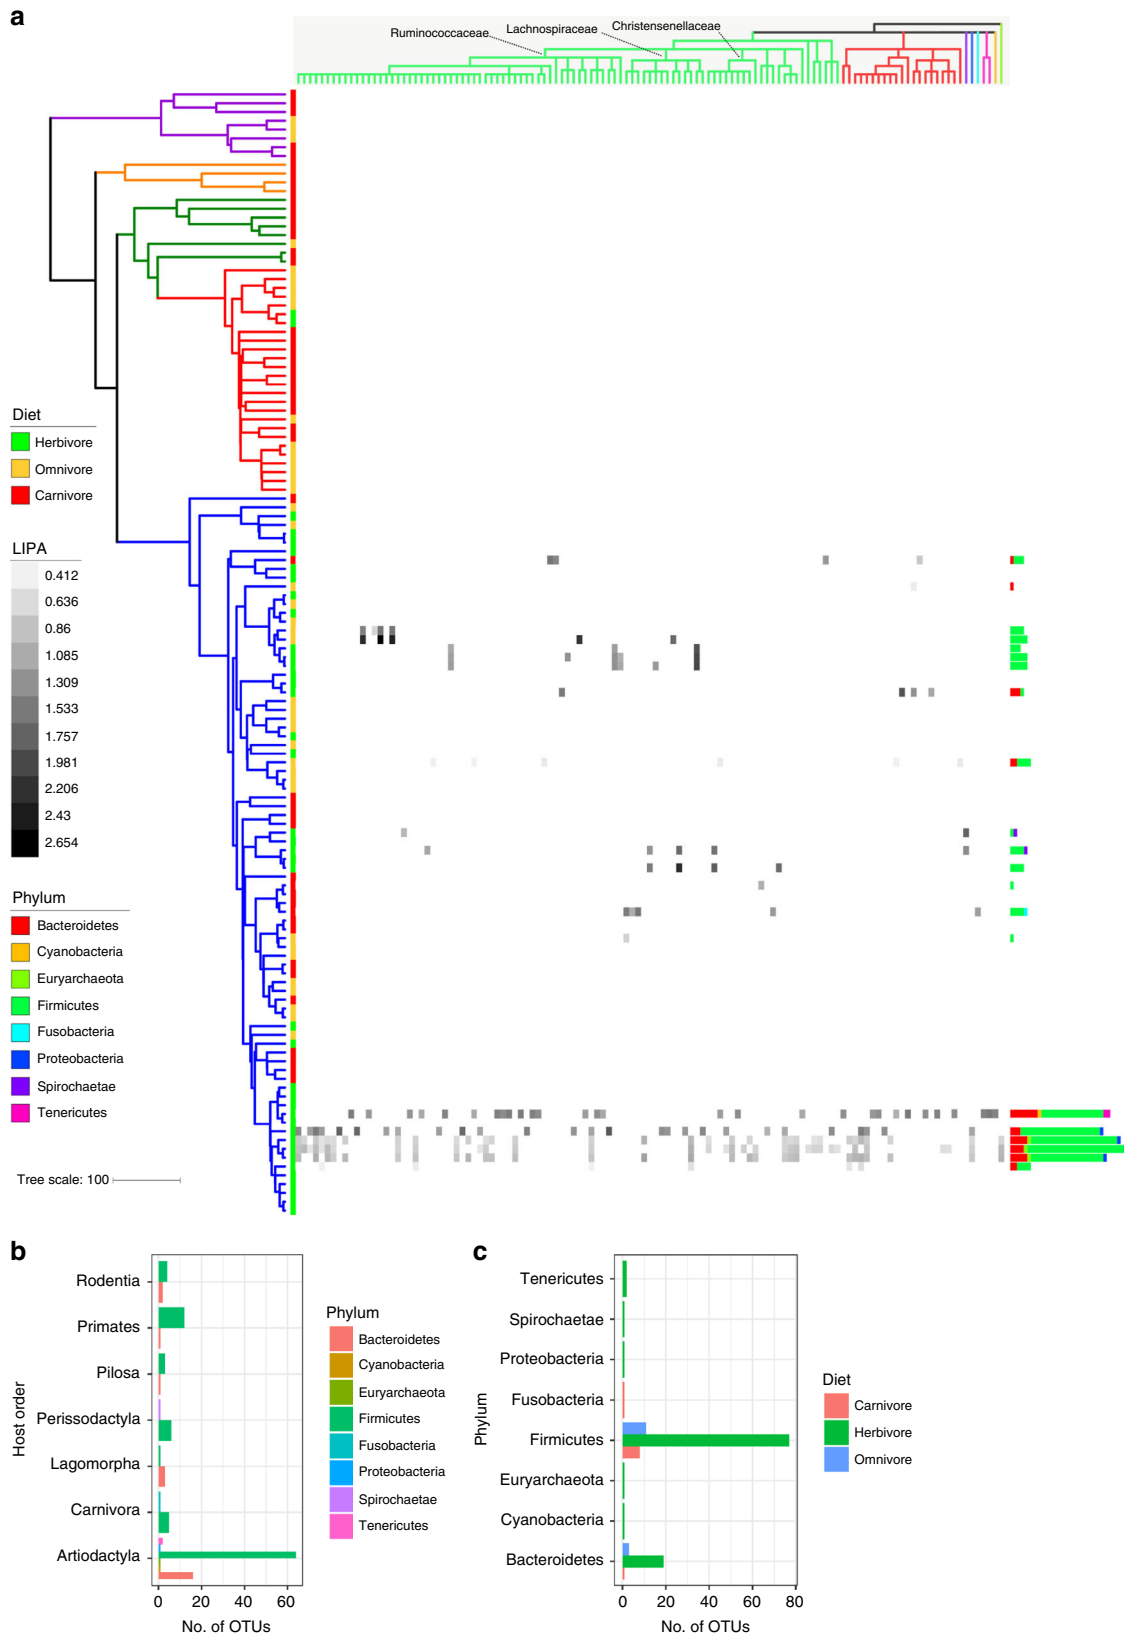 a
Ruminococcaceae
Lachnospiraceae
Christensenellaceae
Diet
Herbivore
Omnivore
Carnivore
LIPA
0.412
0.636
0.86
1.085
1.309
1.533
1.757
1.981
2.206
2.43
2.654
Phylum
Bacteroidetes
Cyanobacteria
Euryarchaeota
Firmicutes
Fusobacteria
Proteobacteria
Spirochaetae
Tenericutes
Tree scale: 100
b
Host order
Rodentia
Primates
Pilosa
Perissodactyla
Lagomorpha
Carnivora
Artiodactyla
0 20 40 60
No. of OTUs
Phylum
Bacteroidetes
Cyanobacteria
Euryarchaeota
Firmicutes
Fusobacteria
Proteobacteria
Spirochaetae
Tenericutes
c
Phylum
Tenericutes
Spirochaetae
Proteobacteria
Fusobacteria
Firmicutes
Euryarchaeota
Cyanobacteria
Bacteroidetes
0 20 40 60 80
No. of OTUs
Diet
Carnivore
Herbivore
Omnivore